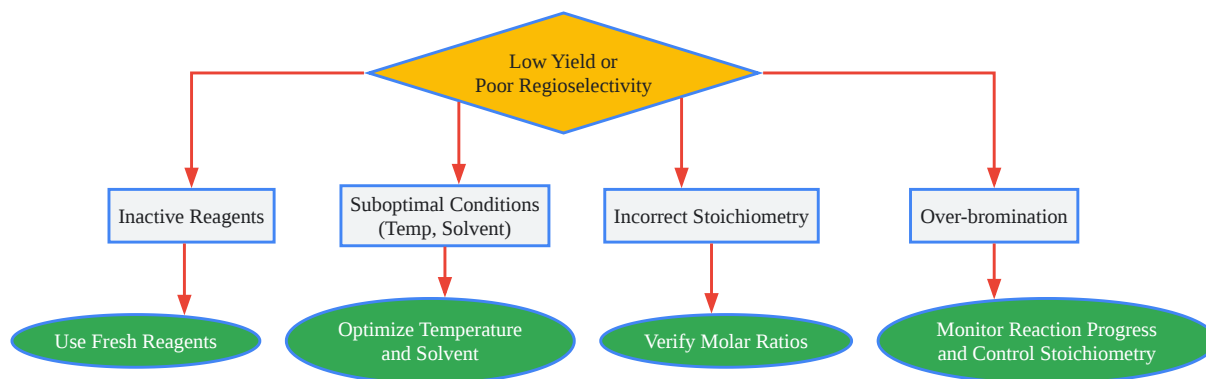 Low Yield or
Poor Regioselectivity
Inactive Reagents
Suboptimal Conditions
(Temp, Solvent)
Incorrect Stoichiometry
Over-bromination
Use Fresh Reagents
Optimize Temperature
and Solvent
Verify Molar Ratios
Monitor Reaction Progress
and Control Stoichiometry